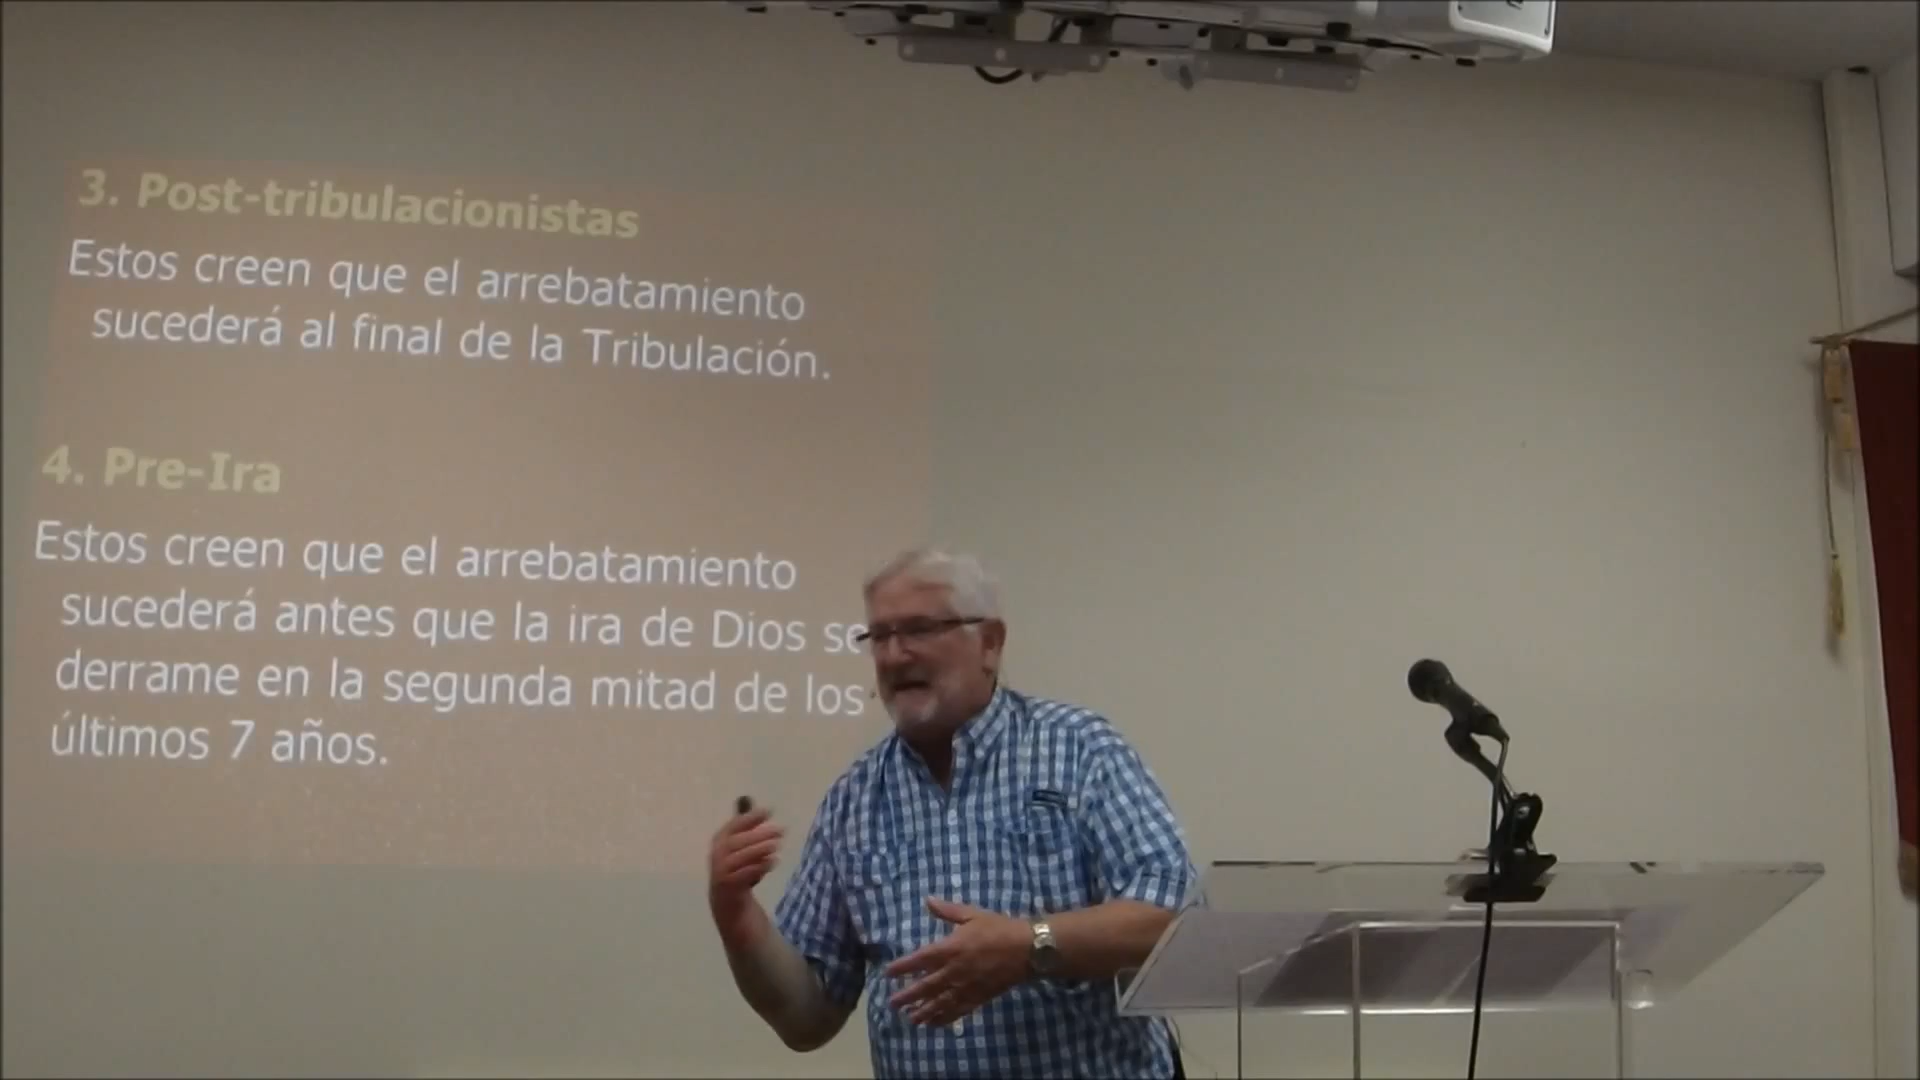 3. Post-tribulacionistas
Estos creen que el arrebatamiento
sucederá al final de la Tribulación.
4. Pre-Ira
Estos creen que el arrebatamiento
sucederá antes que la ira de Dios se
derrame en la segunda mitad de los
últimos 7 años.